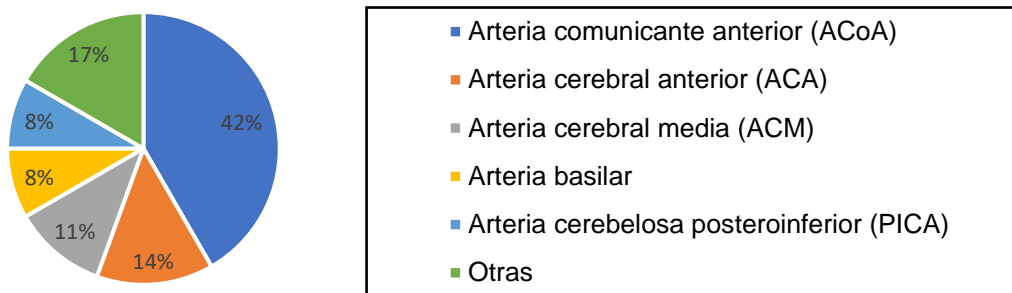 17%
42%
8%
8%
11%
14%
Arteria comunicante anterior (ACoA)
Arteria cerebral anterior (ACA)
Arteria cerebral media (ACM)
Arteria basilar
Arteria cerebelosa posteroinferior (PICA)
Otras